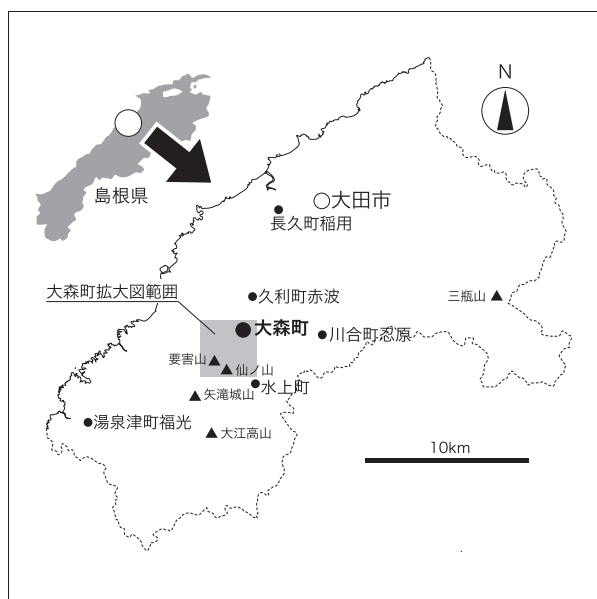 N
島根県
大田市
長久町稲用
大森町拡大図範囲
久利町赤波
三瓶山
大森町
川合町忍原
要害山
仙ノ山
水上町
矢滝城山
湯泉津町福光
大江高山
10km